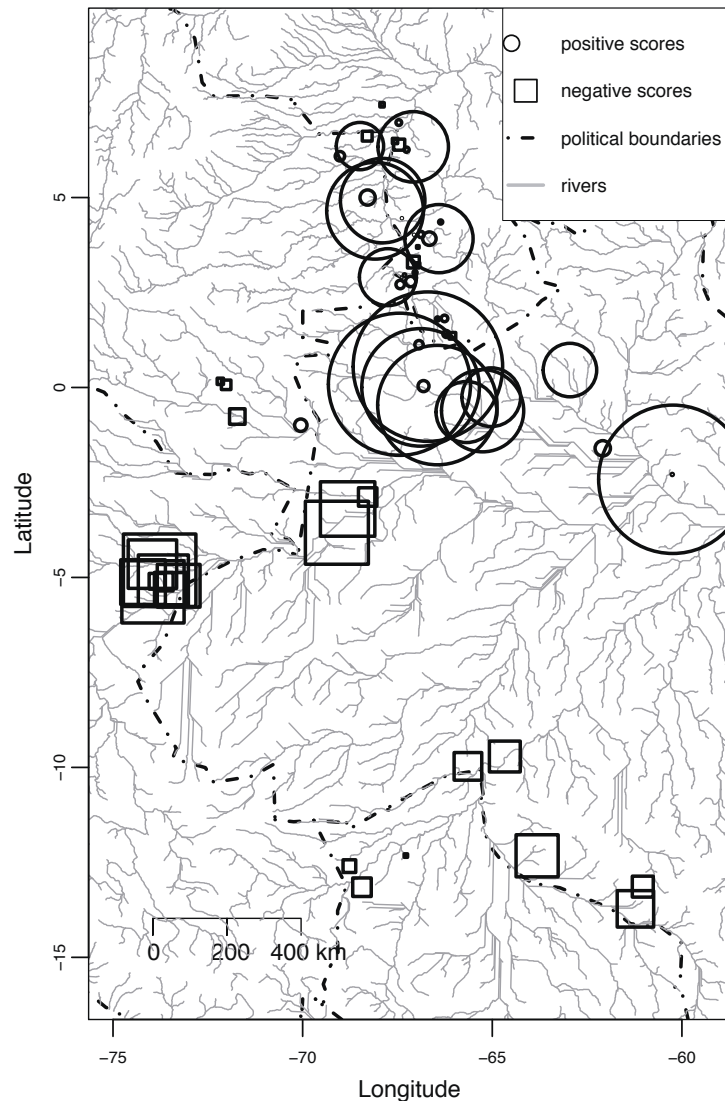 positive scores
negative scores
political boundaries
rivers
5
0
-5
-10
-15
Latitude
0 200 400 km
-75 -70 -65 -60
Longitude